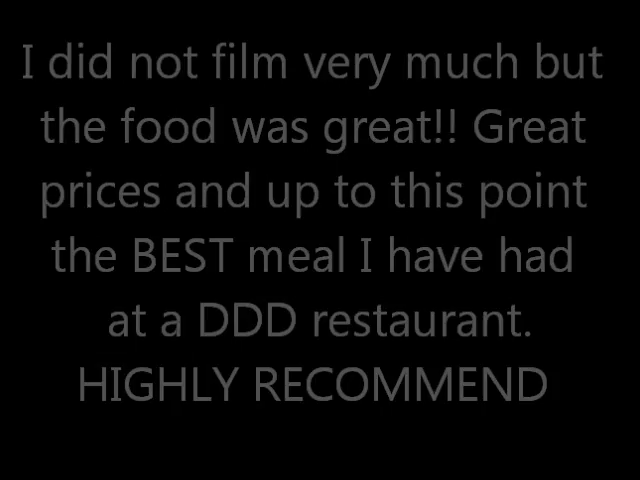 I did not film very much but
the food was great!! Great
prices and up to this point
the BEST meal I have had
at a DDD restaurant.
HIGHLY RECOMMEND